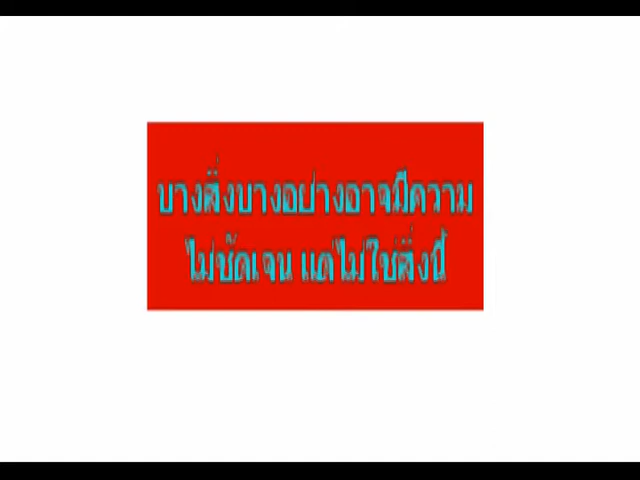 บางสิ่งบางอย่างอาจมีความ
ไม่ชัดเจน แต่ไม่ใช่สิ่งนี้